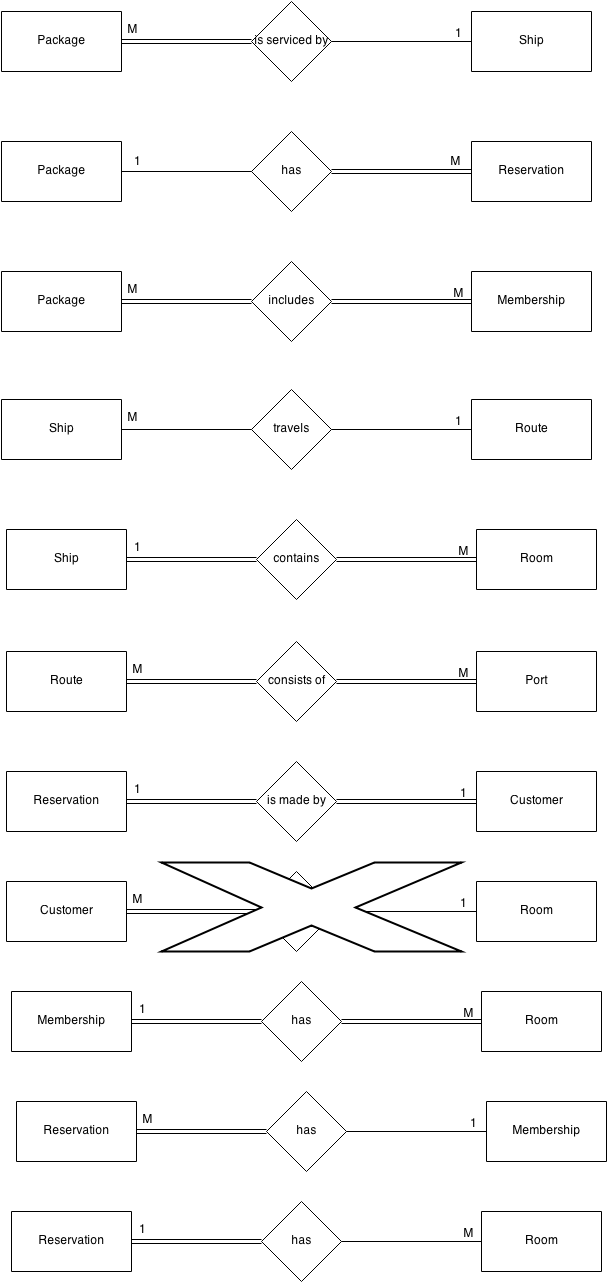 M
Package is serviced by 1 Ship
1 M
Package has Reservation
M M
Package includes Membership
M 1
Ship travels Route
1 M
Ship contains Room
M M
Route consists of Port
1 1
Reservation is made by Customer
M 1
Customer Room
1 M
Membership has Room
M 1
Reservation has Membership
1 M
Reservation has Room